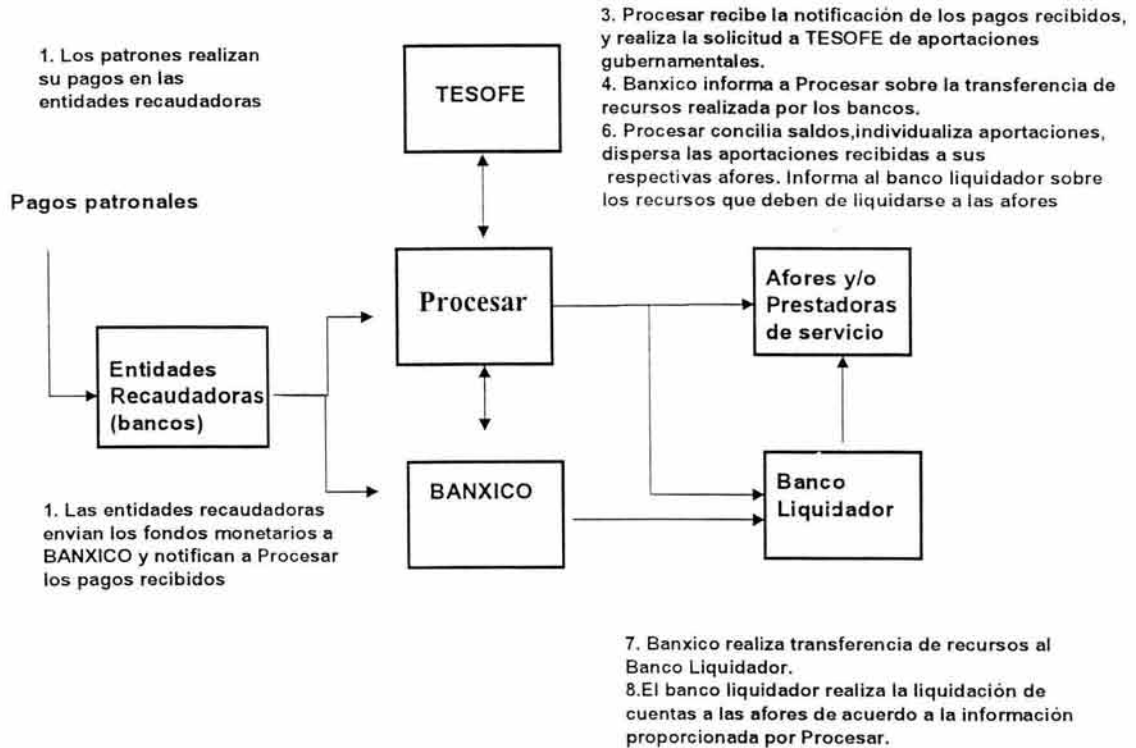 1. Los patrones realizan
su pagos en las
entidades recaudadoras
TESOFE
3. Procesar recibe la notificación de los pagos recibidos,
y realiza la solicitud a TESOFE de aportaciones
gubernamentales.
4. Banxico informa a Procesar sobre la transferencia de
recursos realizada por los bancos.
6. Procesar concilia saldos,individualiza aportaciones,
dispersa las aportaciones recibidas a sus
respectivas afores. Informa al banco liquidador sobre
los recursos que deben de liquidarse a las afores
Pagos patronales
Procesar
Afores y/o
Prestadoras
de servicio
Entidades
Recaudadoras
(bancos)
BANXICO
Banco
Liquidador
1. Las entidades recaudadoras
envian los fondos monetarios a
BANXICO y notifican a Procesar
los pagos recibidos
7. Banxico realiza transferencia de recursos al
Banco Liquidador.
8.El banco liquidador realiza la liquidación de
cuentas a las afores de acuerdo a la información
proporcionada por Procesar.